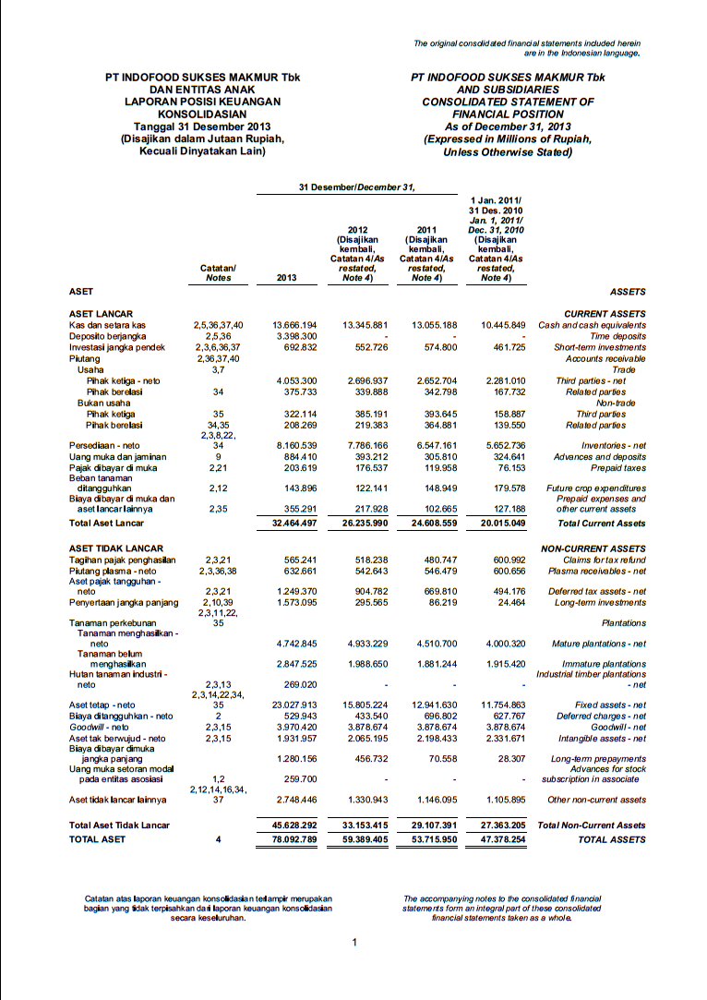 The original consolidated financial statements included herein
are in the Indonesian language.
PT INDOFOOD SUKSES MAKMUR Tbk
DAN ENTITAS ANAK
LAPORAN POSISI KEUANGAN
KONSOLIDASIAN
Tanggal 31 Desember 2013
(Disajikan dalam Jutaan Rupiah,
Kecuali Dinyatakan Lain)
PT INDOFOOD SUKSES MAKMUR Tbk
AND SUBSIDIARIES
CONSOLIDATED STATEMENT OF
FINANCIAL POSITION
As of December 31, 2013
(Expressed in Millions of Rupiah,
Unless Otherwise Stated)
31 Desember/December 31,
Catatan/
Notes
2013
2012
(Disajikan
kembali,
Catatan 4/As
restated,
Note 4)
2011
(Disajikan
kembali,
Catatan 4/As
restated,
Note 4)
1 Jan. 2011/
31 Des. 2010
Jan. 1, 2011/
Dec. 31, 2010
(Disajikan
kembali,
Catatan 4/As
restated,
Note 4)
ASET ASSETS
ASET LANCAR CURRENT ASSETS
Kas dan setara kas 2,5,36,37,40 13.666.194 13.345.881 13.055.188 10.445.849 Cash and cash equivalents
Deposito berjangka 2,5,36 3.398.300 - - - Time deposits
Investasi jangka pendek 2,3,6,36,37 692.832 552.726 574.800 461.725 Short-term investments
Piutang 2,36,37,40 Accounts receivable
Usaha 3,7 Trade
Pihak ketiga - neto 4.053.300 2.696.937 2.652.704 2.281.010 Third parties - net
Pihak berelasi 34 375.733 339.888 342.798 167.732 Related parties
Bukan usaha Non-trade
Pihak ketiga 35 322.114 385.191 393.645 158.887 Third parties
Pihak berelasi 34,35 208.269 219.383 364.881 139.550 Related parties
2,3,8,22,
Persediaan - neto 34 8.160.539 7.786.166 6.547.161 5.652.736 Inventories - net
Uang muka dan jaminan 9 884.410 393.212 305.810 324.641 Advances and deposits
Pajak dibayar di muka 2,21 203.619 176.537 119.958 76.153 Prepaid taxes
Beban tanaman
ditangguhkan 2,12 143.896 122.141 148.949 179.578 Future crop expenditures
Biaya dibayar di muka dan Prepaid expenses and
aset lancar lainnya 2,35 355.291 217.928 102.665 127.188 other current assets
Total Aset Lancar 32.464.497 26.235.990 24.608.559 20.015.049 Total Current Assets
ASET TIDAK LANCAR NON-CURRENT ASSETS
Tagihan pajak penghasilan 2,3,21 565.241 518.238 480.747 600.992 Claims for tax refund
Piutang plasma - neto 2,3,36,38 632.661 542.643 546.479 600.656 Plasma receivables - net
Aset pajak tangguhan -
neto 2,3,21 1.249.370 904.782 669.810 494.176 Deferred tax assets - net
Penyertaan jangka panjang 2,10,39 1.573.095 295.565 86.219 24.464 Long-term investments
2,3,11,22,
Tanaman perkebunan 35 Plantations
Tanaman menghasilkan -
neto 4.742.845 4.933.229 4.510.700 4.000.320 Mature plantations - net
Tanaman belum
menghasilkan 2.847.525 1.988.650 1.881.244 1.915.420 Immature plantations
Hutan tanaman industri - Industrial timber plantations
neto 2,3,13 269.020 - - - - net
2,3,14,22,34,
Aset tetap - neto 35 23.027.913 15.805.224 12.941.630 11.754.863 Fixed assets - net
Biaya ditangguhkan - neto 2 529.943 433.540 696.802 627.767 Deferred charges - net
Goodwill - neto 2,3,15 3.970.420 3.878.674 3.878.674 3.878.674 Goodwill - net
Aset tak berwujud - neto 2,3,15 1.931.957 2.065.195 2.198.433 2.331.671 Intangible assets - net
Biaya dibayar dimuka
jangka panjang 1.280.156 456.732 70.558 28.307 Long-term prepayments
Uang muka setoran modal Advances for stock
pada entitas asosiasi 1,2 259.700 - - - subscription in associate
2,12,14,16,34,
Aset tidak lancar lainnya 37 2.748.446 1.330.943 1.146.095 1.105.895 Other non-current assets
Total Aset Tidak Lancar 45.628.292 33.153.415 29.107.391 27.363.205 Total Non-Current Assets
TOTAL ASET 4 78.092.789 59.389.405 53.715.950 47.378.254 TOTAL ASSETS
Catatan atas laporan keuangan konsolidasian terlampir merupakan
bagian yang tidak terpisahkan dari laporan keuangan konsolidasian
secara keseluruhan.
The accompanying notes to the consolidated financial
statements form an integral part of these consolidated
financial statements taken as a whole.
1